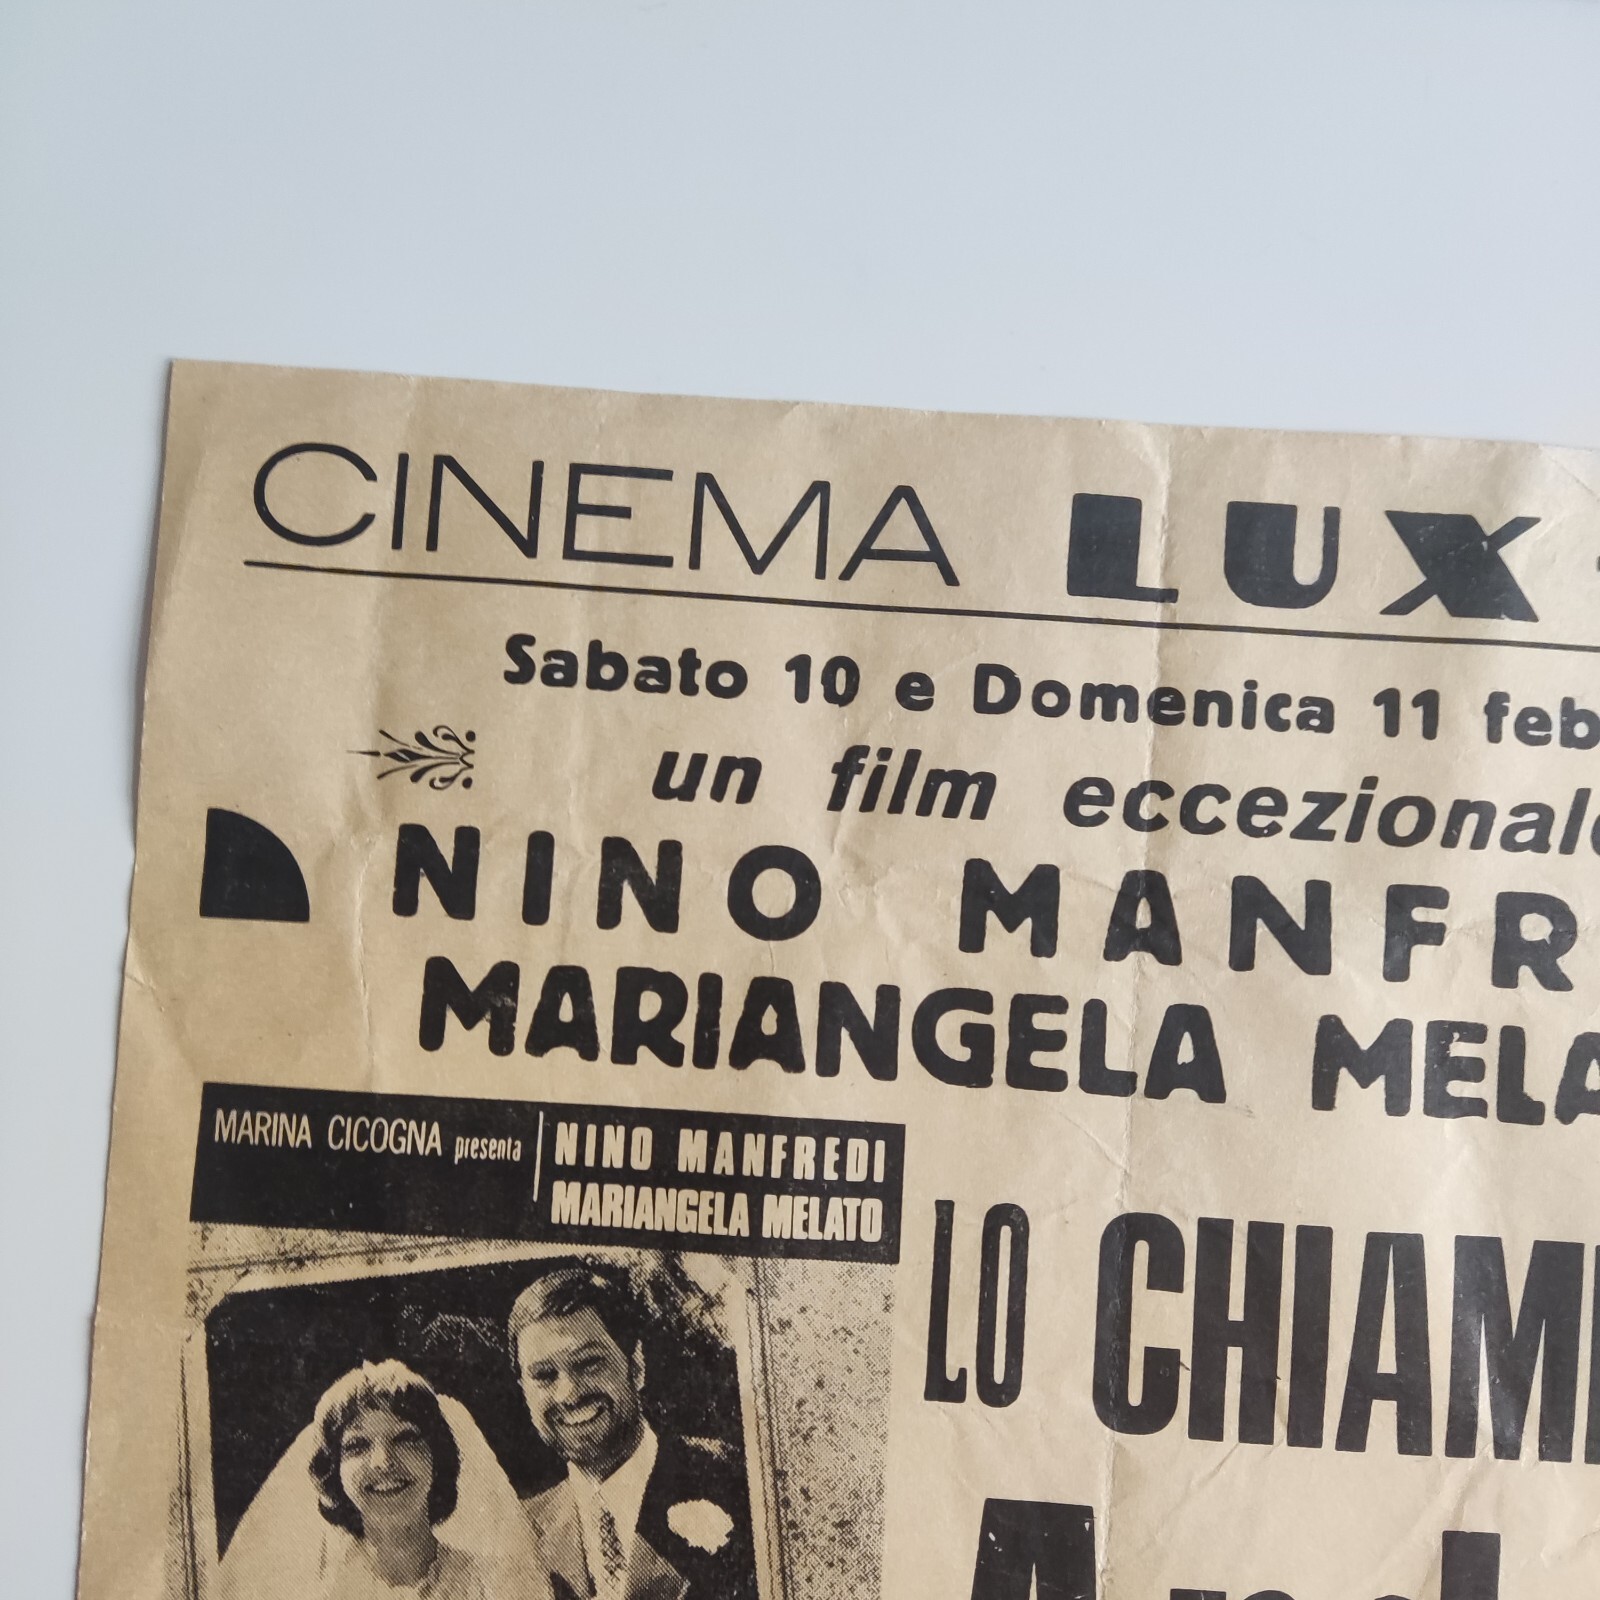 CINEMA LUX
Sabato 10 e Domenica 11 feb
un film eccezionale
NINO MANFR
MARIANGELA MELA
MARINA CICOGNA presenta NINO MANFREDI
MARIANGELA MELATO
LO CHIAM